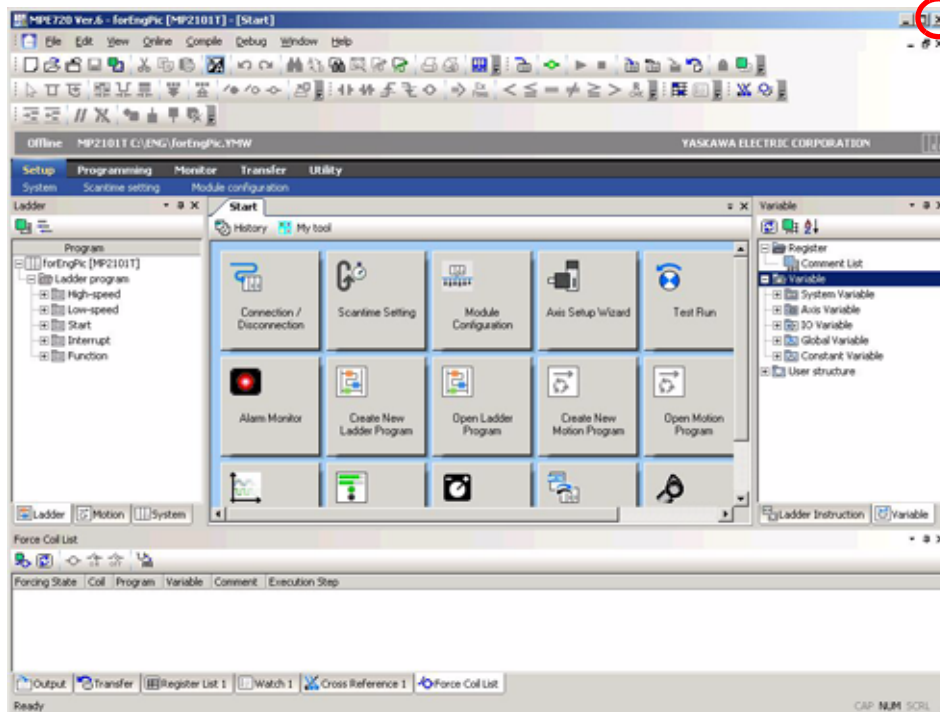 MPE720 Ver.6 - forEngPic [MP2101T] - [Start]
File Edit View Online Compile Debug Window Help
Offline MP2101T C:\ENG\forEngPic.YMW YASKAWA ELECTRIC CORPORATION
Setup Programming Monitor Transfer Utility
System Scantime setting Module configuration
Ladder
Program
forEngPic [MP2101T]
Ladder program
High-speed
Low-speed
Start
Interrupt
Function
Ladder Motion System
Start
History My tool
Connection /
Disconnection
Scantime Setting
Module
Configuration
Axis Setup Wizard
Test Run
Alarm Monitor
Create New
Ladder Program
Open Ladder
Program
Create New
Motion Program
Open Motion
Program
Variable
Register
Comment List
Variable
System Variable
Axis Variable
IO Variable
Global Variable
Constant Variable
User structure
Ladder Instruction Variable
Force Coil List
Forcing State Coil Program Variable Comment Execution Step
Output Transfer Register List 1 Watch 1 Cross Reference 1 Force Coil List
Ready CAP NUM SCRL